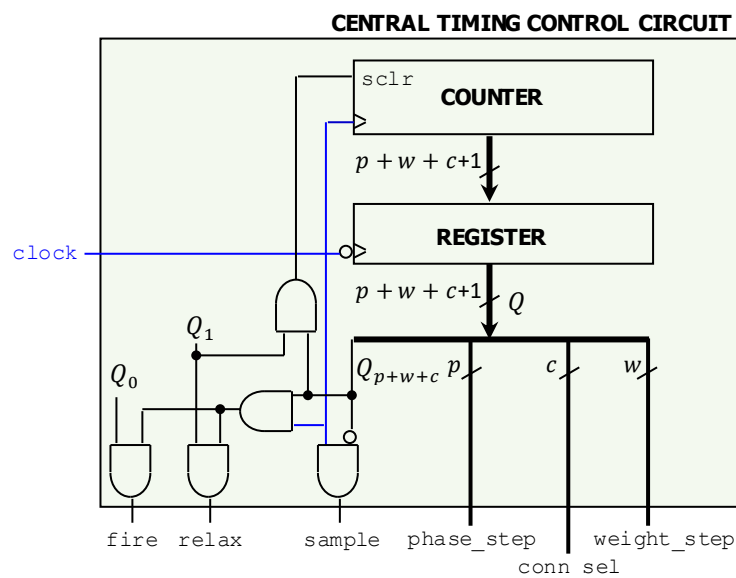 CENTRAL TIMING CONTROL CIRCUIT
sclr
COUNTER
p + w + c+1
clock
REGISTER
p + w + c+1
Q
Q₁
Q₀
Qₚ₊w₊c
p
c
w
fire
relax
sample
phase_step
weight_step
conn sel